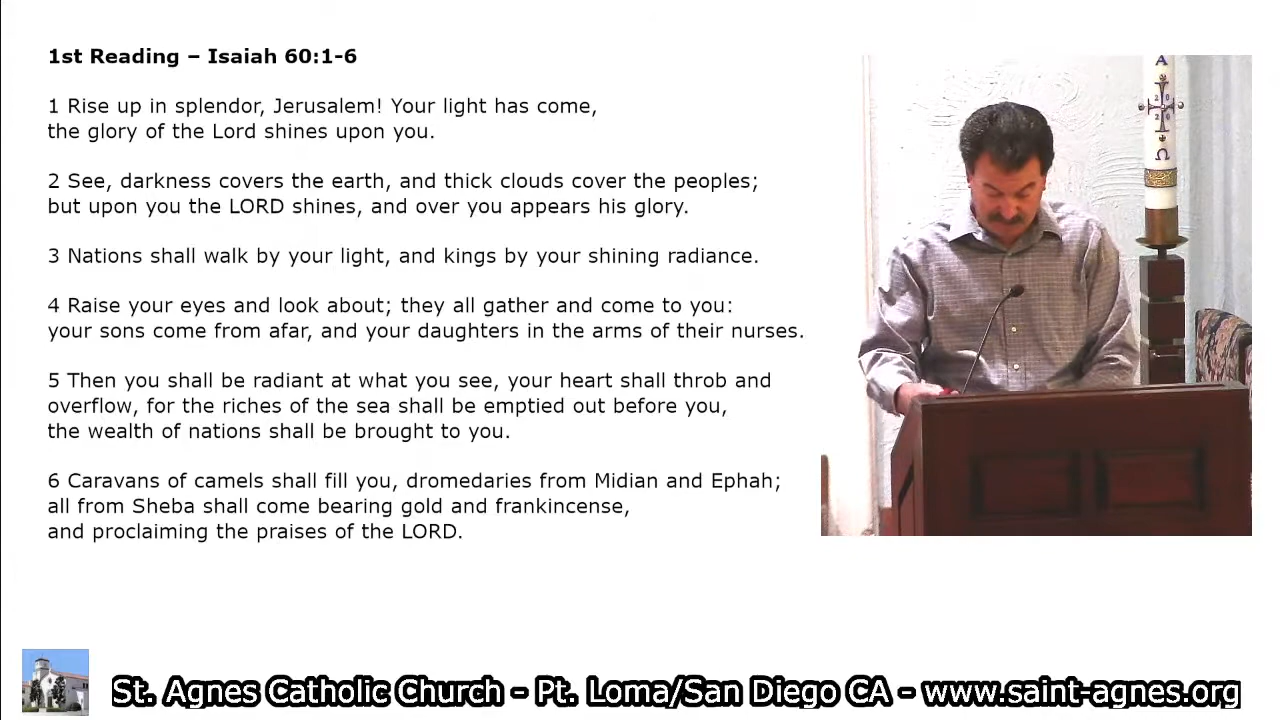 1st Reading – Isaiah 60:1-6
1 Rise up in splendor, Jerusalem! Your light has come,
the glory of the Lord shines upon you.
2 See, darkness covers the earth, and thick clouds cover the peoples;
but upon you the LORD shines, and over you appears his glory.
3 Nations shall walk by your light, and kings by your shining radiance.
4 Raise your eyes and look about; they all gather and come to you:
your sons come from afar, and your daughters in the arms of their nurses.
5 Then you shall be radiant at what you see, your heart shall throb and
overflow, for the riches of the sea shall be emptied out before you,
the wealth of nations shall be brought to you.
6 Caravans of camels shall fill you, dromedaries from Midian and Ephah;
all from Sheba shall come bearing gold and frankincense,
and proclaiming the praises of the LORD.
Α
2 0
2 0
Ω
St. Agnes Catholic Church - Pt. Loma/San Diego CA - www.saint-agnes.org